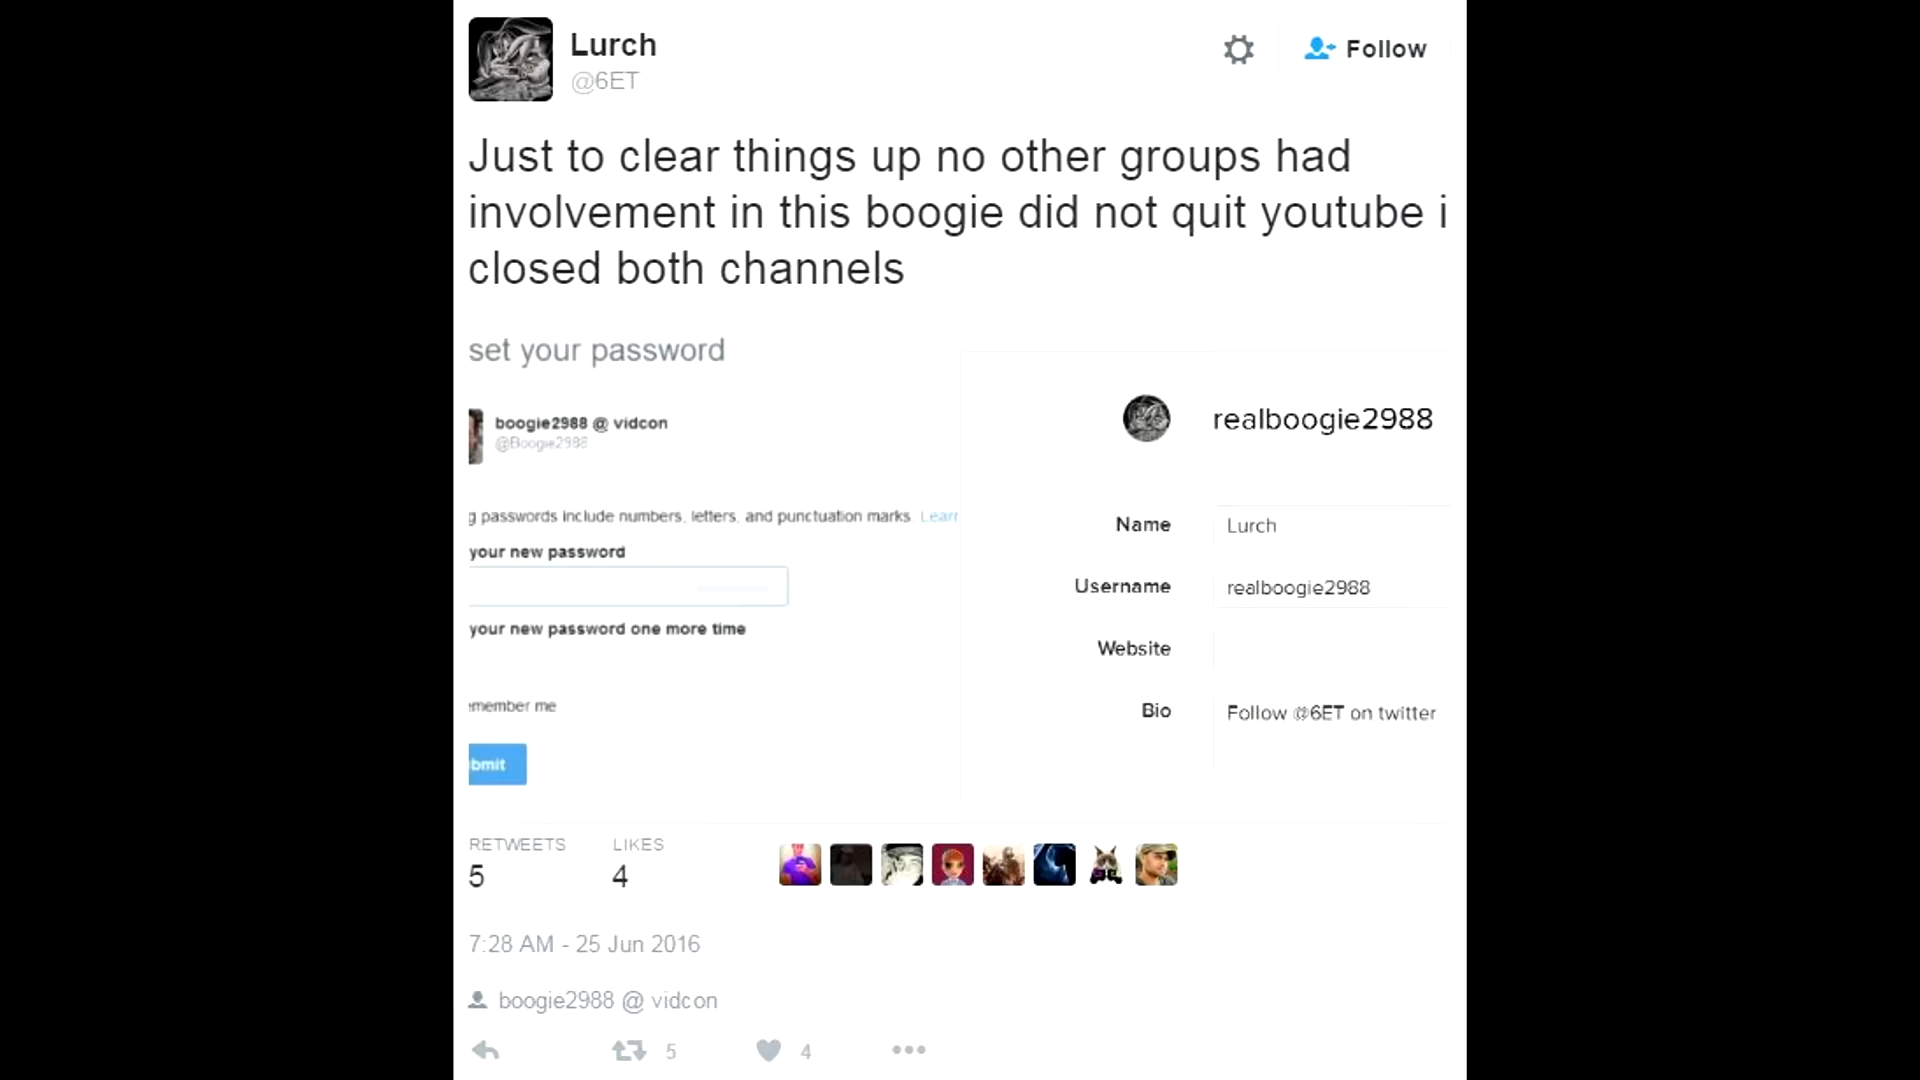 Lurch
@6ET
Follow
Just to clear things up no other groups had
involvement in this boogie did not quit youtube i
closed both channels
set your password
boogie2988 @ vidcon
@Boogie2988
g passwords include numbers, letters, and punctuation marks. Learn
your new password
your new password one more time
emember me
bmit
realboogie2988
Name Lurch
Username realboogie2988
Website
Bio Follow @6ET on twitter
RETWEETS LIKES
5 4
7:28 AM - 25 Jun 2016
boogie2988 @ vidcon
5 4